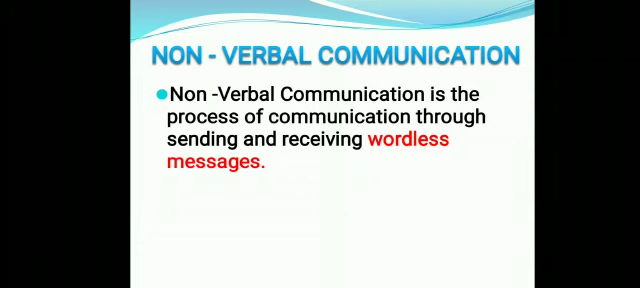 NON - VERBAL COMMUNICATION
Non -Verbal Communication is the
process of communication through
sending and receiving wordless
messages.